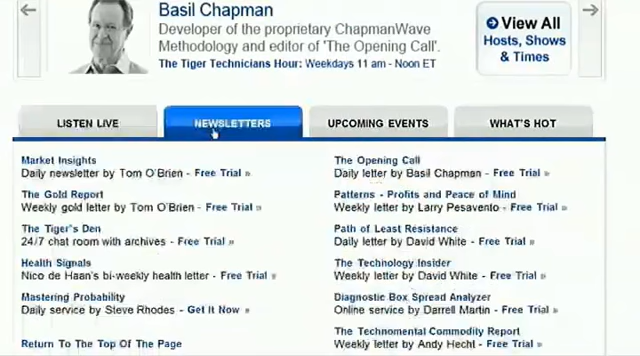 Basil Chapman
Developer of the proprietary ChapmanWave
Methodology and editor of 'The Opening Call'.
The Tiger Technicians Hour: Weekdays 11 am - Noon ET
View All
Hosts, Shows
& Times
LISTEN LIVE
NEWSLETTERS
UPCOMING EVENTS
WHAT'S HOT
Market Insights
Daily newsletter by Tom O'Brien - Free Trial »
The Gold Report
Weekly gold letter by Tom O'Brien - Free Trial »
The Tiger's Den
24/7 chat room with archives - Free Trial »
Health Signals
Nico de Haan's bi-weekly health letter - Free Trial »
Mastering Probability
Daily service by Steve Rhodes - Get It Now »
Return To The Top Of The Page
The Opening Call
Daily letter by Basil Chapman - Free Trial »
Patterns - Profits and Peace of Mind
Weekly letter by Larry Pesavento - Free Trial »
Path of Least Resistance
Daily letter by David White - Free Trial »
The Technology Insider
Weekly letter by David White - Free Trial »
Diagnostic Box Spread Analyzer
Online service by Darrell Martin - Free Trial »
The Technomental Commodity Report
Weekly letter by Andy Hecht - Free Trial »